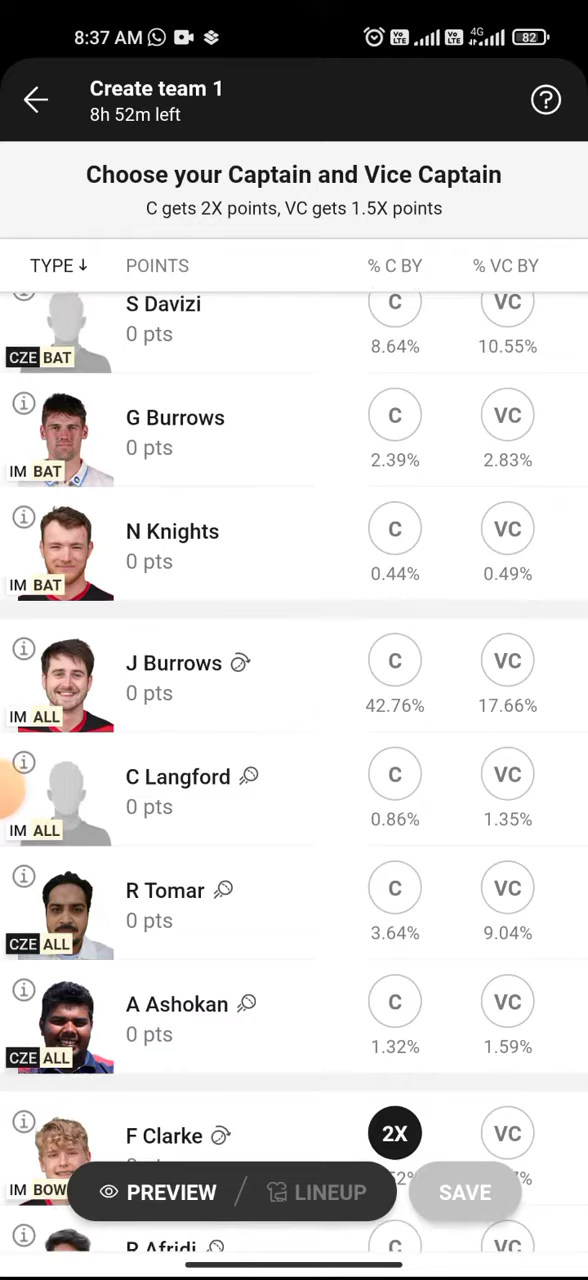 8:37 AM
Vo LTE Vo LTE 4G 82
Create team 1
8h 52m left
Choose your Captain and Vice Captain
C gets 2X points, VC gets 1.5X points
TYPE ↓ POINTS % C BY % VC BY
S Davizi C VC
0 pts
CZE BAT 8.64% 10.55%
G Burrows C VC
0 pts
IM BAT 2.39% 2.83%
N Knights C VC
0 pts
IM BAT 0.44% 0.49%
J Burrows C VC
0 pts
IM ALL 42.76% 17.66%
C Langford C VC
0 pts
IM ALL 0.86% 1.35%
R Tomar C VC
0 pts
CZE ALL 3.64% 9.04%
A Ashokan C VC
0 pts
CZE ALL 1.32% 1.59%
F Clarke 2X VC
IM BOW
PREVIEW / LINEUP SAVE
R Afridi C VC